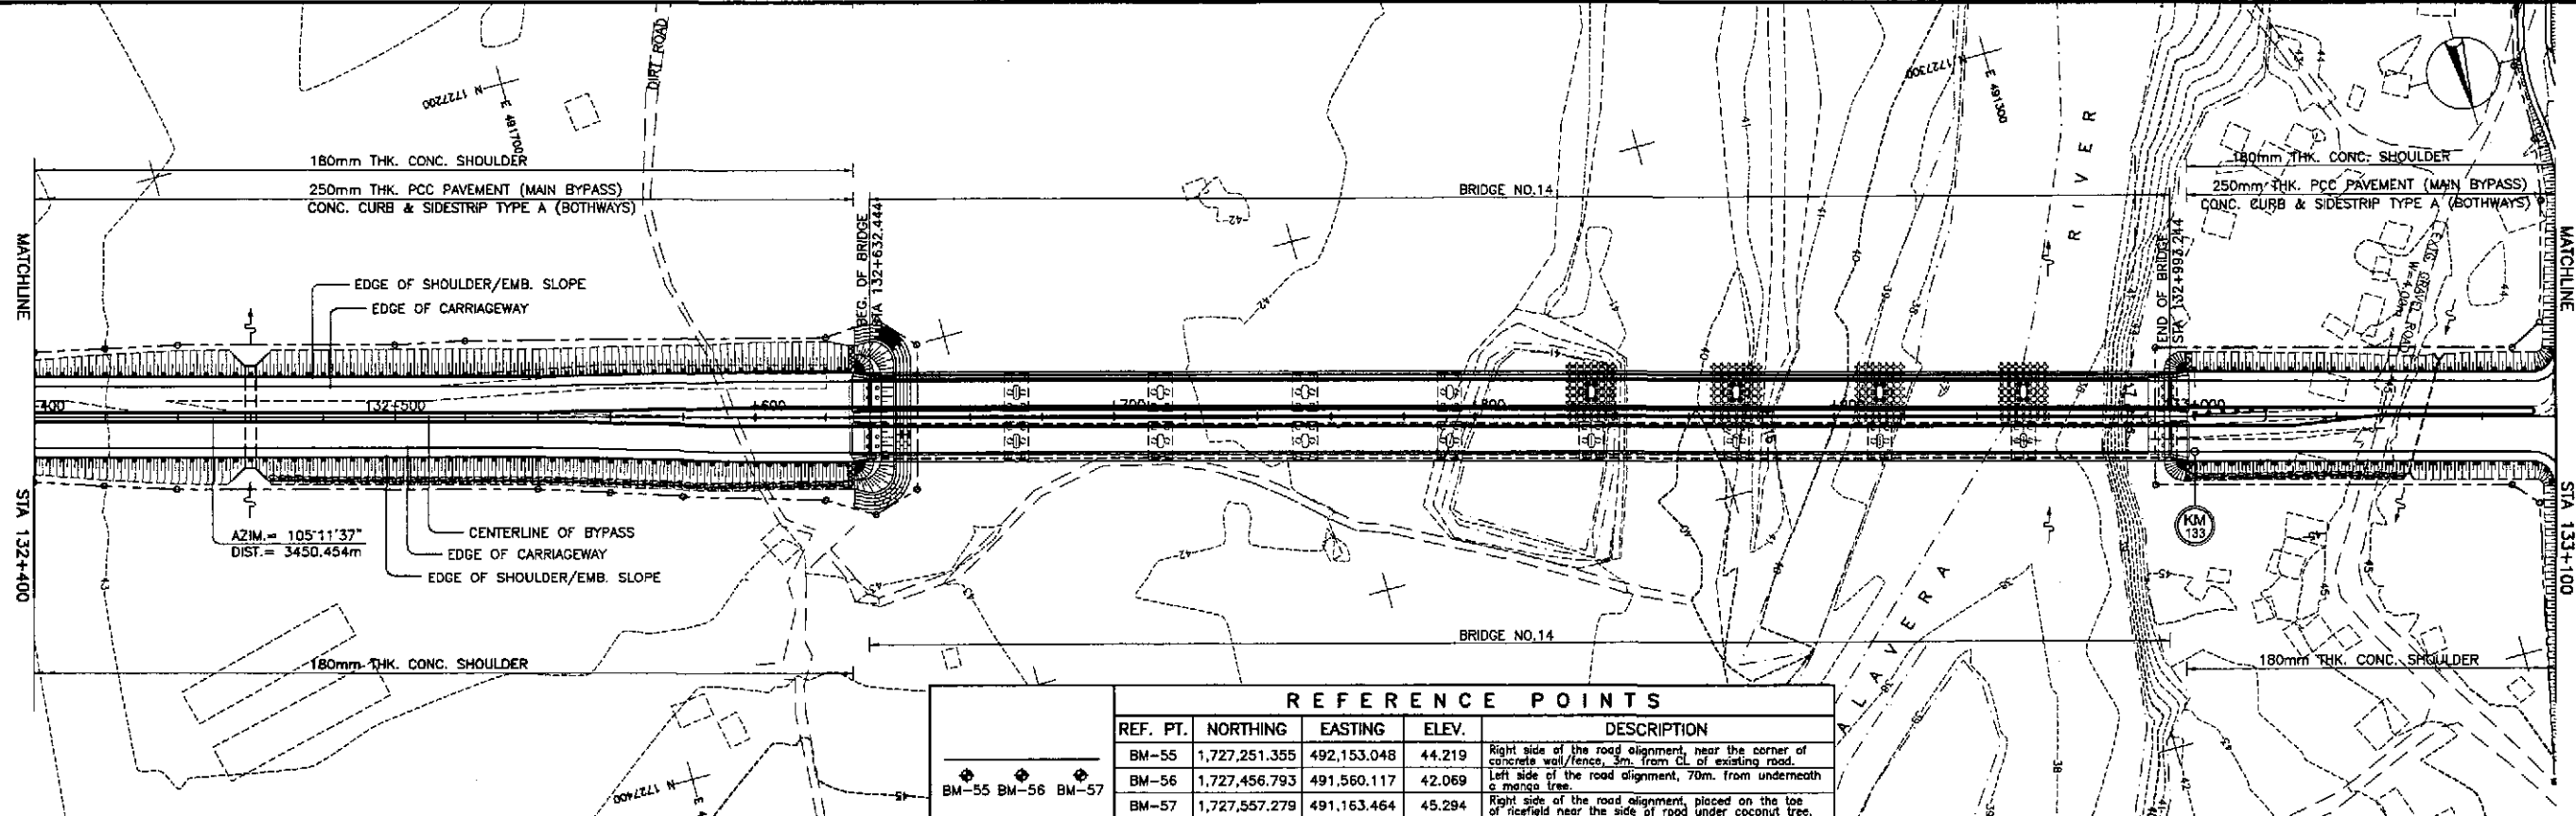 DIRT ROAD
N 1727200
E 491700
N 1727300
E 491300
RIVER
180mm THK. CONC. SHOULDER
250mm THK. PCC PAVEMENT (MAIN BYPASS)
CONC. CURB & SIDESTRIP TYPE A (BOTHWAYS)
BRIDGE NO.14
180mm THK. CONC. SHOULDER
250mm THK. PCC PAVEMENT (MAIN BYPASS)
CONC. CURB & SIDESTRIP TYPE A (BOTHWAYS)
BEG. OF BRIDGE
STA 132+632.444
END OF BRIDGE
STA 132+993.244
EXIT'G GRAVEL ROAD
W=4.00m
MATCHLINE
MATCHLINE
EDGE OF SHOULDER/EMB. SLOPE
EDGE OF CARRIAGEWAY
400
132+500
+600
700
800
133+000
AZIM.= 105°11'37"
DIST.= 3450.454m
CENTERLINE OF BYPASS
EDGE OF CARRIAGEWAY
EDGE OF SHOULDER/EMB. SLOPE
KM
133
STA 132+400
STA 133+100
BRIDGE NO.14
180mm THK. CONC. SHOULDER
180mm THK. CONC. SHOULDER
ALAVERA
N 1727400
REFERENCE POINTS
REF. PT. NORTHING EASTING ELEV. DESCRIPTION
BM-55 1,727,251.355 492,153.048 44.219 Right side of the road alignment, near the corner of
concrete wall/fence, 3m. from CL of existing road.
BM-56 1,727,456.793 491,560.117 42.069 Left side of the road alignment, 70m. from underneath
a mango tree.
BM-57 1,727,557.279 491,163.464 45.294 Right side of the road alignment, placed on the toe
of ricefield near the side of road under coconut tree.
BM-55 BM-56 BM-57